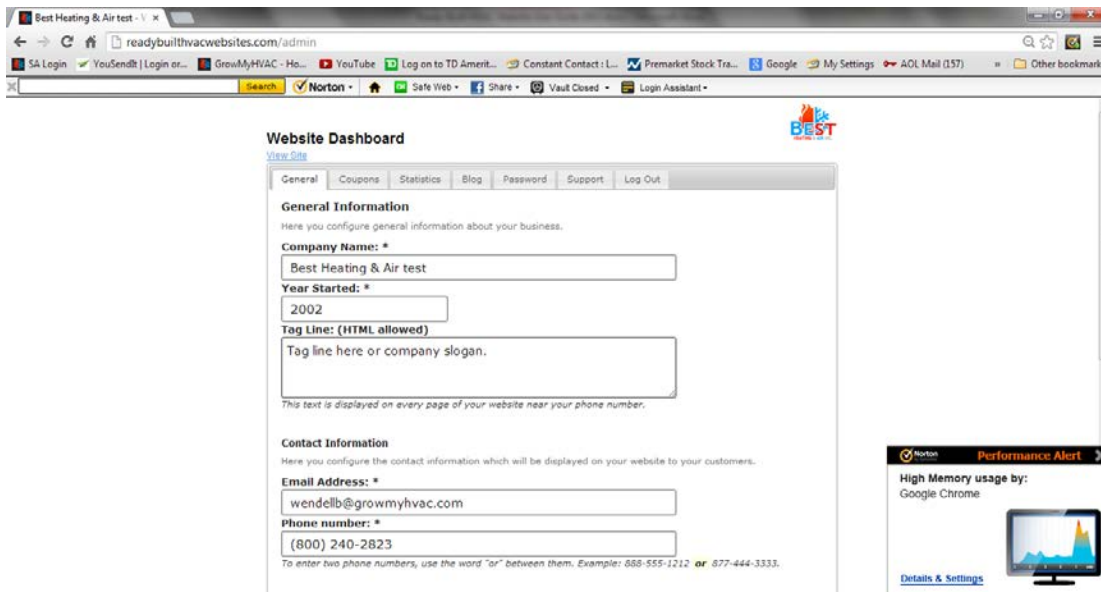 Best Heating & Air test - V ×
readybuilthvacwebsites.com/admin
SA Login YouSendIt | Login or... GrowMyHVAC - Ho... YouTube Log on to TD Amerit... Constant Contact : L... Premarket Stock Tra... Google My Settings AOL Mail (157) » Other bookmark
Search Norton Safe Web Share Vault Closed Login Assistant
BEST
Website Dashboard
View Site
General Coupons Statistics Blog Password Support Log Out
General Information
Here you configure general information about your business.
Company Name: *
Best Heating & Air test
Year Started: *
2002
Tag Line: (HTML allowed)
Tag line here or company slogan.
This text is displayed on every page of your website near your phone number.
Contact Information
Here you configure the contact information which will be displayed on your website to your customers.
Email Address: *
wendellb@growmyhvac.com
Phone number: *
(800) 240-2823
To enter two phone numbers, use the word "or" between them. Example: 888-555-1212 or 877-444-3333.
Norton Performance Alert
High Memory usage by:
Google Chrome
Details & Settings